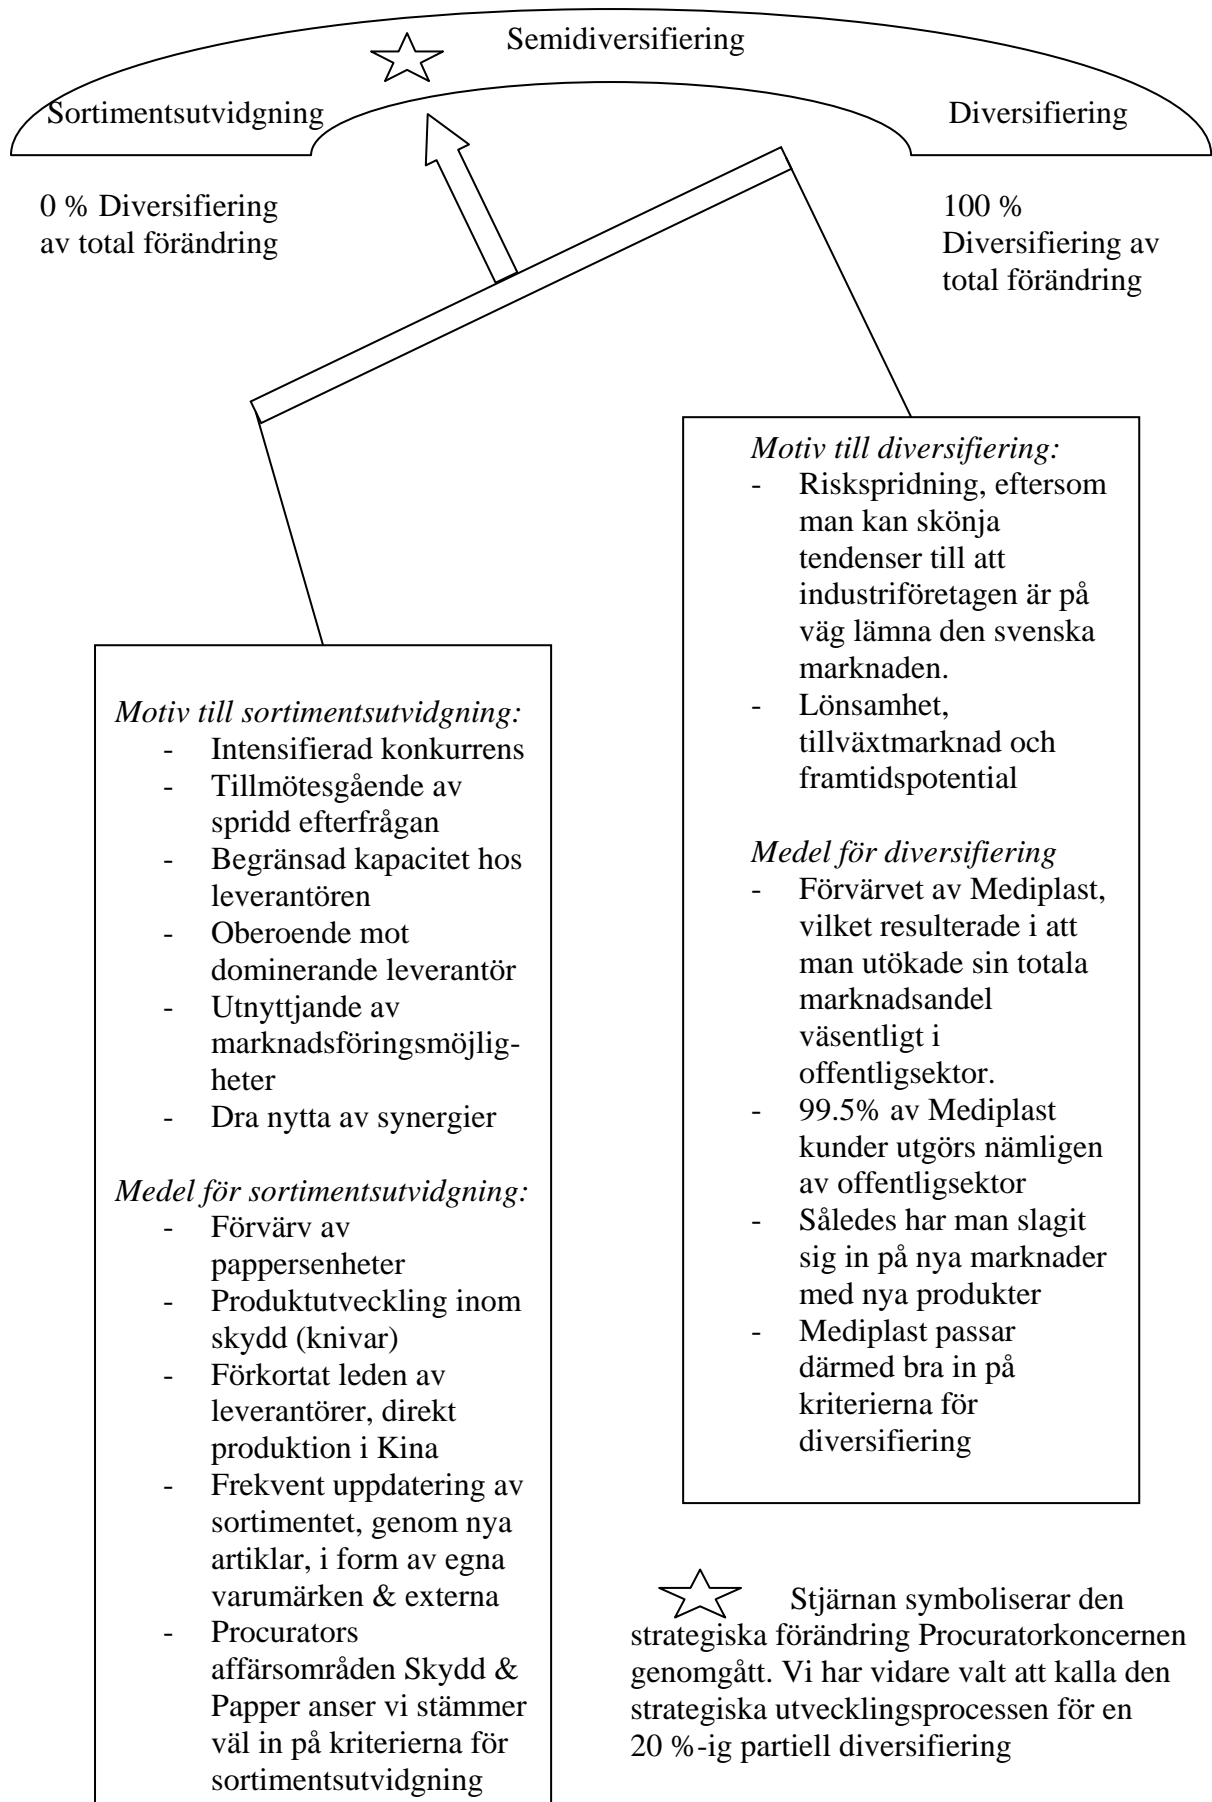 Semidiversifiering
Sortimentsutvidgning
Diversifiering
0 % Diversifiering
av total förändring
100 %
Diversifiering av
total förändring
Motiv till diversifiering:
- Riskspridning, eftersom
man kan skönja
tendenser till att
industriföretagen är på
väg lämna den svenska
marknaden.
- Lönsamhet,
tillväxtmarknad och
framtidspotential
Medel för diversifiering
- Förvärvet av Mediplast,
vilket resulterade i att
man utökade sin totala
marknadsandel
väsentligt i
offentligsektor.
- 99.5% av Mediplast
kunder utgörs nämligen
av offentligsektor
- Således har man slagit
sig in på nya marknader
med nya produkter
- Mediplast passar
därmed bra in på
kriterierna för
diversifiering
Motiv till sortimentsutvidgning:
- Intensifierad konkurrens
- Tillmötesgående av
spridd efterfrågan
- Begränsad kapacitet hos
leverantören
- Oberoende mot
dominerande leverantör
- Utnyttjande av
marknadsföringsmöjlig-
heter
- Dra nytta av synergier
Medel för sortimentsutvidgning:
- Förvärv av
pappersenheter
- Produktutveckling inom
skydd (knivar)
- Förkortat leden av
leverantörer, direkt
produktion i Kina
- Frekvent uppdatering av
sortimentet, genom nya
artiklar, i form av egna
varumärken & externa
- Procurators
affärsområden Skydd &
Papper anser vi stämmer
väl in på kriterierna för
sortimentsutvidgning
Stjärnan symboliserar den
strategiska förändring Procuratorkoncernen
genomgått. Vi har vidare valt att kalla den
strategiska utvecklingsprocessen för en
20 %-ig partiell diversifiering